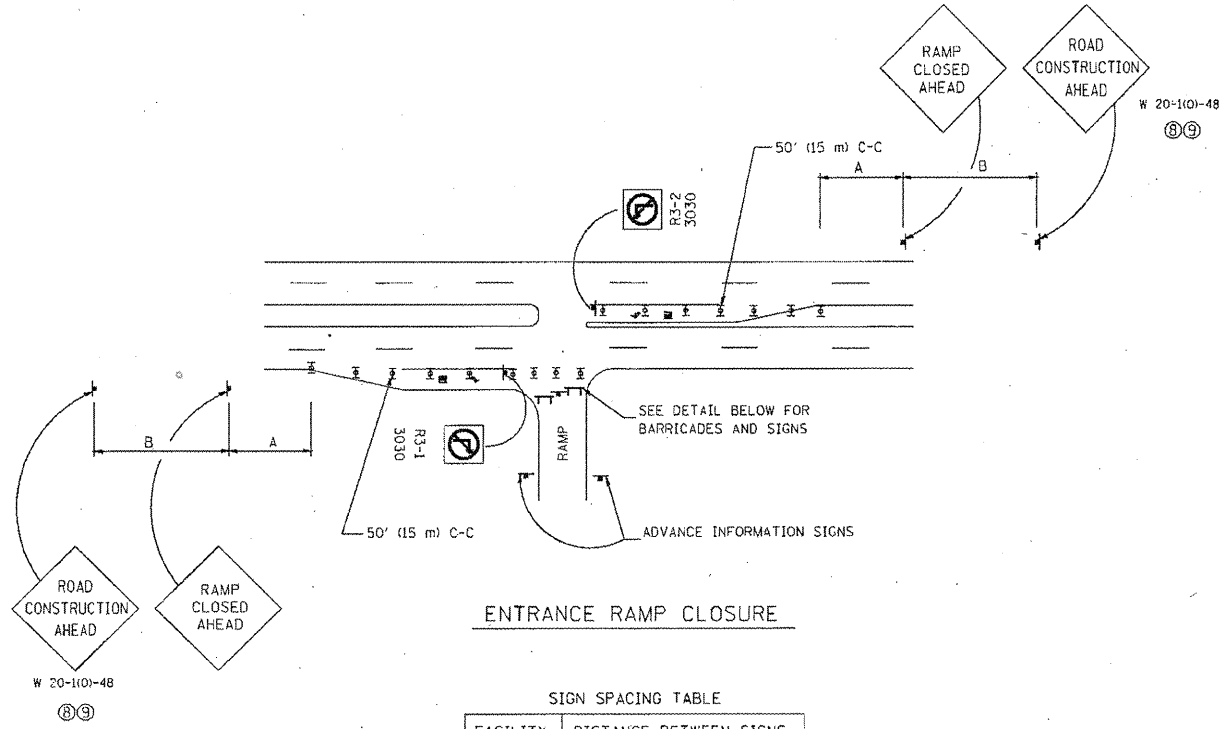 RAMP
CLOSED
AHEAD
ROAD
CONSTRUCTION
AHEAD
W 20-1(O)-48
⑧⑨
50' (15 m) C-C
A
B
R3-2
3030
SEE DETAIL BELOW FOR
BARRICADES AND SIGNS
B
A
R3-1
3030
RAMP
50' (15 m) C-C
ADVANCE INFORMATION SIGNS
ROAD
CONSTRUCTION
AHEAD
RAMP
CLOSED
AHEAD
W 20-1(O)-48
⑧⑨
ENTRANCE RAMP CLOSURE
SIGN SPACING TABLE
FACILITY DISTANCE BETWEEN SIGNS